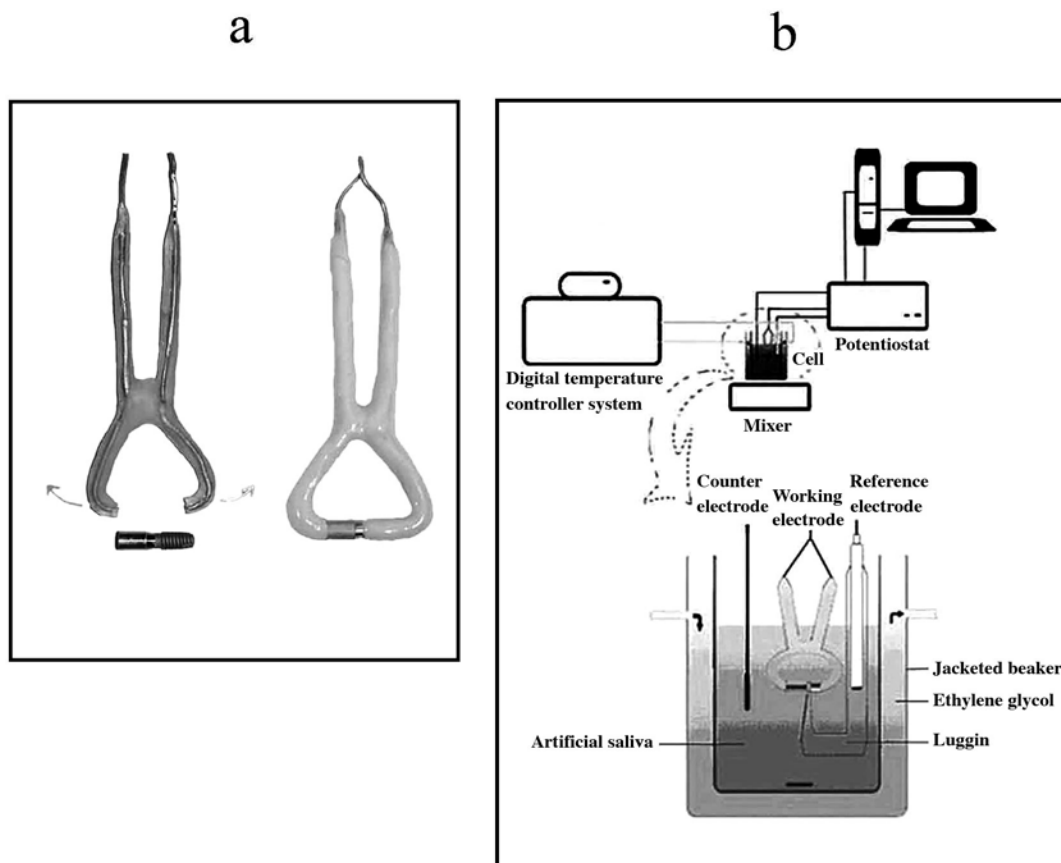 a
b
Potentiostat
Cell
Digital temperature
controller system
Mixer
Counter
electrode
Working
electrode
Reference
electrode
Jacketed beaker
Ethylene glycol
Artificial saliva
Luggin